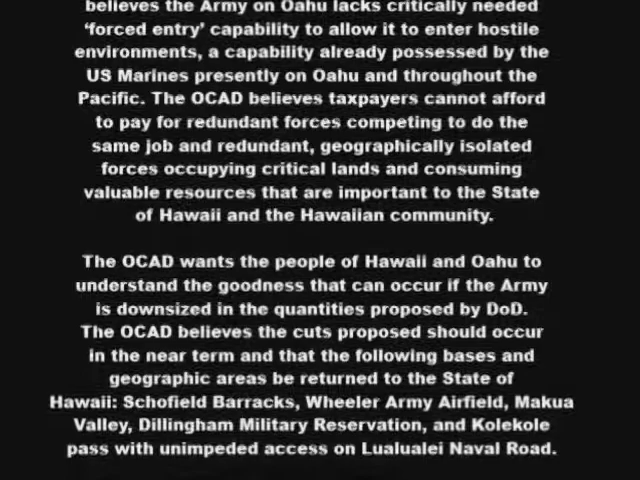 believes the Army on Oahu lacks critically needed
‘forced entry’ capability to allow it to enter hostile
environments, a capability already possessed by the
US Marines presently on Oahu and throughout the
Pacific. The OCAD believes taxpayers cannot afford
to pay for redundant forces competing to do the
same job and redundant, geographically isolated
forces occupying critical lands and consuming
valuable resources that are important to the State
of Hawaii and the Hawaiian community.
The OCAD wants the people of Hawaii and Oahu to
understand the goodness that can occur if the Army
is downsized in the quantities proposed by DoD.
The OCAD believes the cuts proposed should occur
in the near term and that the following bases and
geographic areas be returned to the State of
Hawaii: Schofield Barracks, Wheeler Army Airfield, Makua
Valley, Dillingham Military Reservation, and Kolekole
pass with unimpeded access on Lualualei Naval Road.